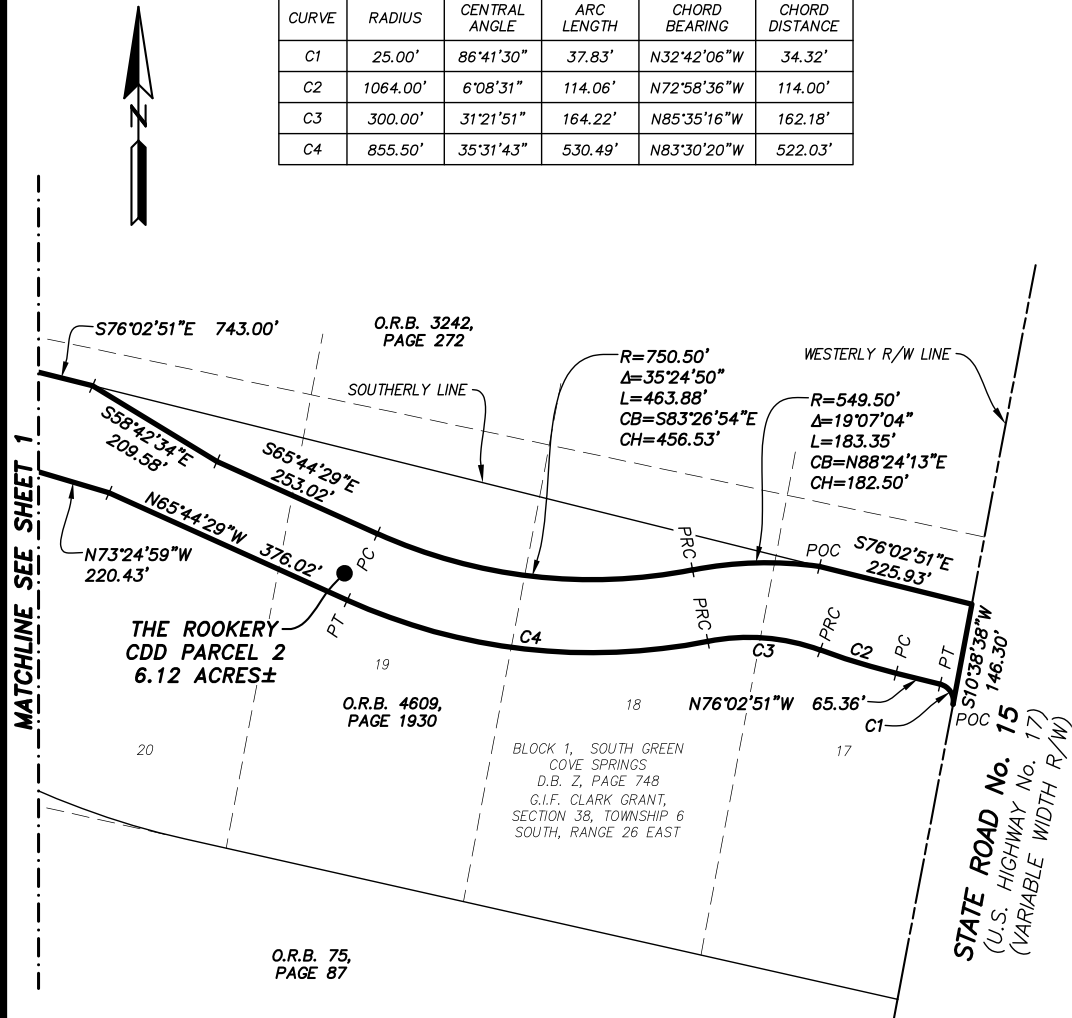 CURVE RADIUS CENTRAL ANGLE ARC LENGTH CHORD BEARING CHORD DISTANCE
C1 25.00' 86°41'30" 37.83' N32°42'06"W 34.32'
C2 1064.00' 6°08'31" 114.06' N72°58'36"W 114.00'
C3 300.00' 31°21'51" 164.22' N85°35'16"W 162.18'
C4 855.50' 35°31'43" 530.49' N83°30'20"W 522.03'
N
S76°02'51"E 743.00'
O.R.B. 3242,
PAGE 272
SOUTHERLY LINE
R=750.50'
Δ=35°24'50"
L=463.88'
CB=S83°26'54"E
CH=456.53'
WESTERLY R/W LINE
R=549.50'
Δ=19°07'04"
L=183.35'
CB=N88°24'13"E
CH=182.50'
MATCHLINE SEE SHEET 1
S58°42'34"E
209.58'
S65°44'29"E
253.02'
N65°44'29"W 376.02'
N73°24'59"W
220.43'
PC
PT
PRC
POC
S76°02'51"E
225.93'
S10°38'38"W
146.30'
THE ROOKERY
CDD PARCEL 2
6.12 ACRES±
C4
PRC
C3
PRC
C2
PC
PT
N76°02'51"W 65.36'
C1
POC
19
O.R.B. 4609,
PAGE 1930
18
17
20
BLOCK 1, SOUTH GREEN
COVE SPRINGS
D.B. Z, PAGE 748
G.I.F. CLARK GRANT,
SECTION 38, TOWNSHIP 6
SOUTH, RANGE 26 EAST
STATE ROAD No. 15
(U.S. HIGHWAY No. 17)
(VARIABLE WIDTH R/W)
O.R.B. 75,
PAGE 87